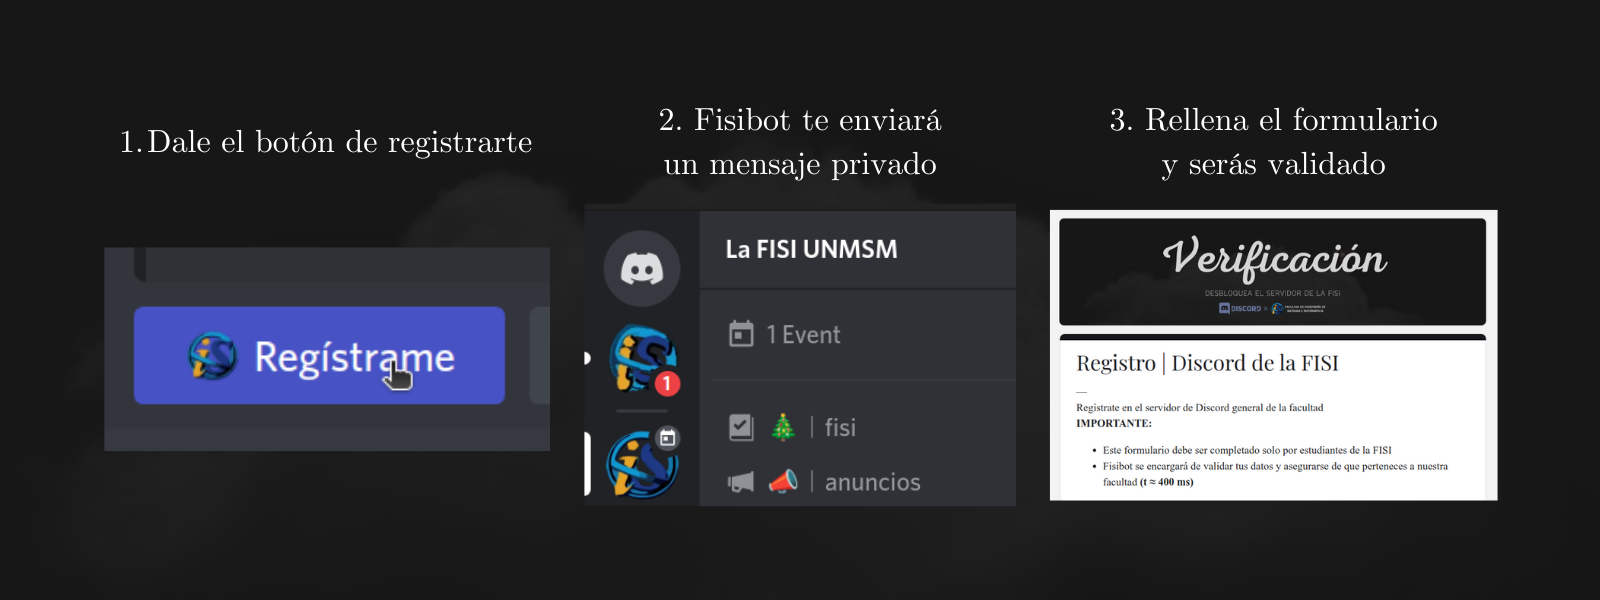 1.Dale el botón de registrarte
Regístrame
2. Fisibot te enviará
un mensaje privado
La FISI UNMSM
1 Event
1
fisi
anuncios
3. Rellena el formulario
y serás validado
Verificación
DESBLOQUEA EL SERVIDOR DE LA FISI
DISCORD ×
Registro | Discord de la FISI
Registrate en el servidor de Discord general de la facultad
IMPORTANTE:
• Este formulario debe ser completado solo por estudiantes de la FISI
• Fisibot se encargará de validar tus datos y asegurarse de que perteneces a nuestra
facultad (t ≈ 400 ms)